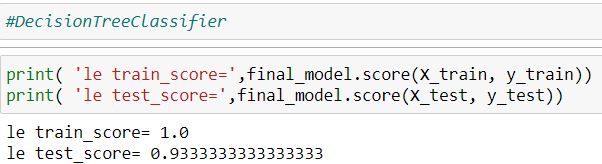 #DecisionTreeClassifier
print( 'le train_score=',final_model.score(X_train, y_train))
print( 'le test_score=',final_model.score(X_test, y_test))
le train_score= 1.0
le test_score= 0.9333333333333333